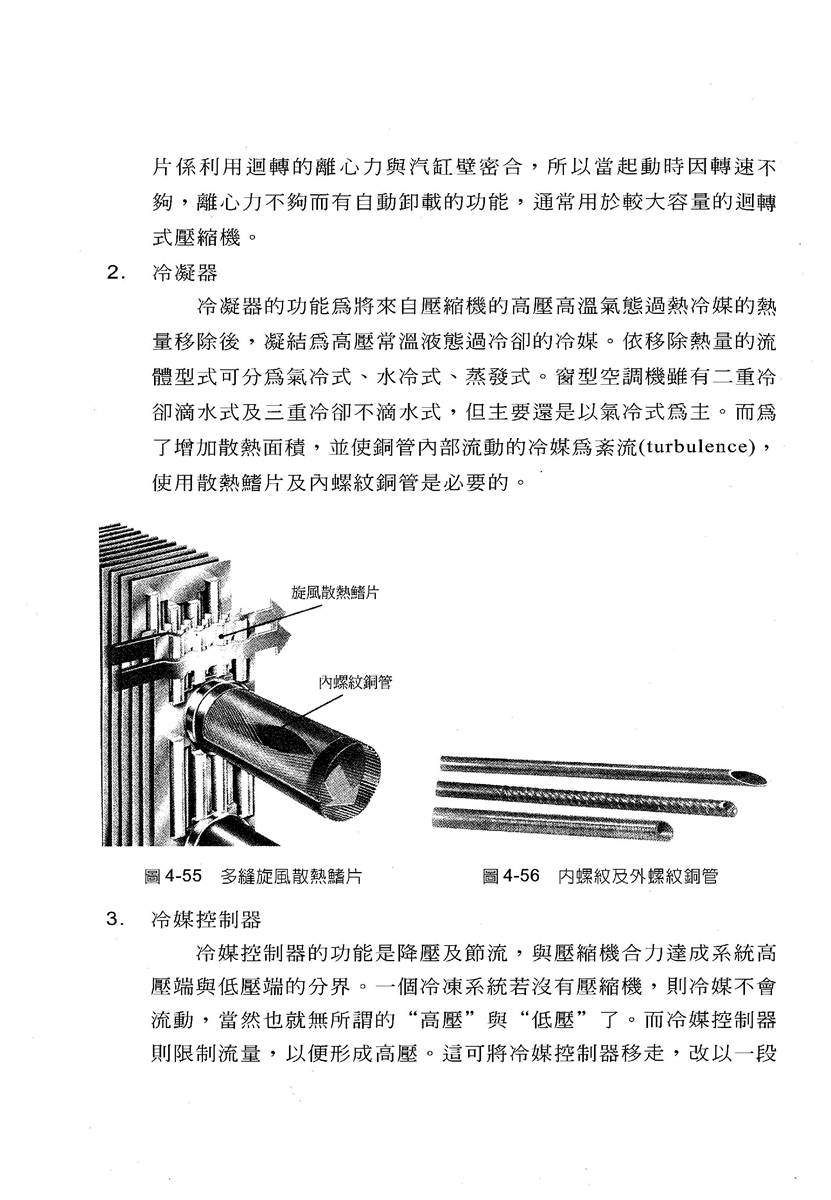 片係利用迴轉的離心力與汽缸壁密合，所以當起動時因轉速不
夠，離心力不夠而有自動卸載的功能，通常用於較大容量的迴轉
式壓縮機。
2. 冷凝器
冷凝器的功能為將來自壓縮機的高壓高溫氣態過熱冷媒的熱
量移除後，凝結為高壓常溫液態過冷卻的冷媒。依移除熱量的流
體型式可分為氣冷式、水冷式、蒸發式。窗型空調機雖有二重冷
卻滴水式及三重冷卻不滴水式，但主要還是以氣冷式為主。而為
了增加散熱面積，並使銅管內部流動的冷媒為紊流(turbulence)，
使用散熱鰭片及內螺紋銅管是必要的。
旋風散熱鰭片
內螺紋銅管
圖4-55 多縫旋風散熱鰭片
圖4-56 內螺紋及外螺紋銅管
3. 冷媒控制器
冷媒控制器的功能是降壓及節流，與壓縮機合力達成系統高
壓端與低壓端的分界。一個冷凍系統若沒有壓縮機，則冷媒不會
流動，當然也就無所謂的“高壓”與“低壓”了。而冷媒控制器
則限制流量，以便形成高壓。這可將冷媒控制器移走，改以一段